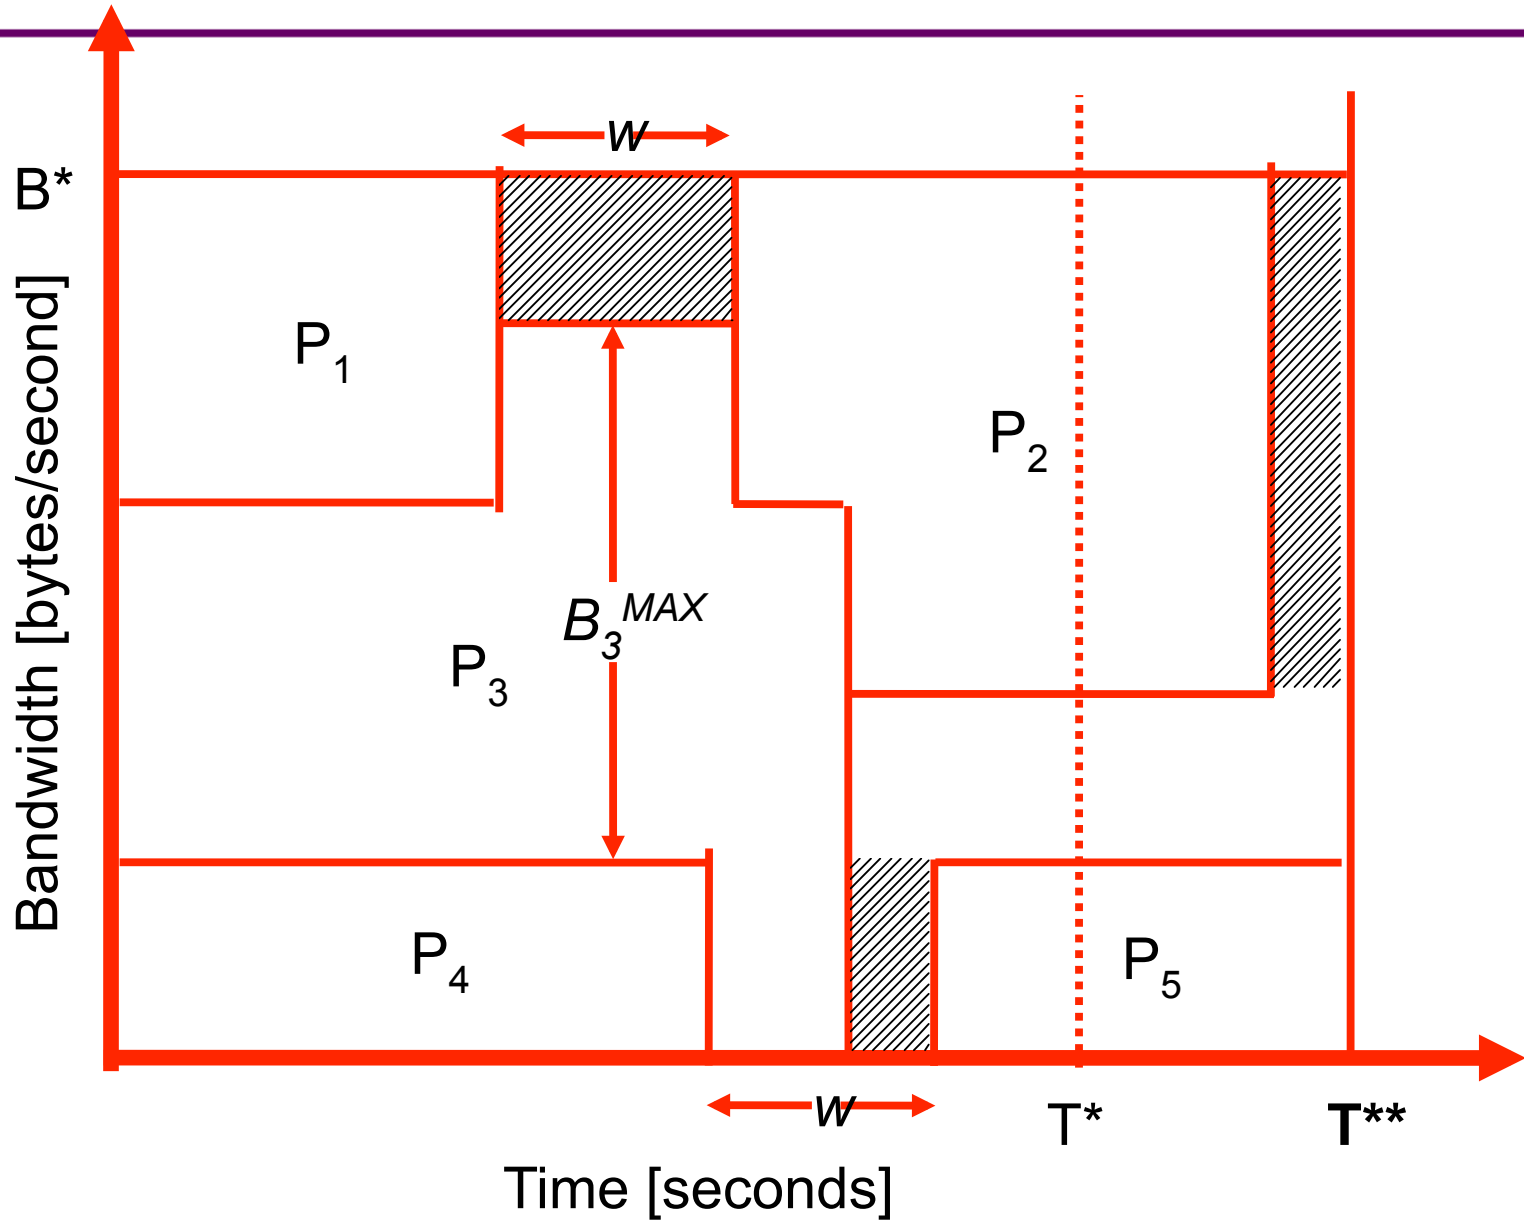 w
B*
P1
P2
B3MAX
P3
P4
P5
w
T*
T**
Time [seconds]
Bandwidth [bytes/second]